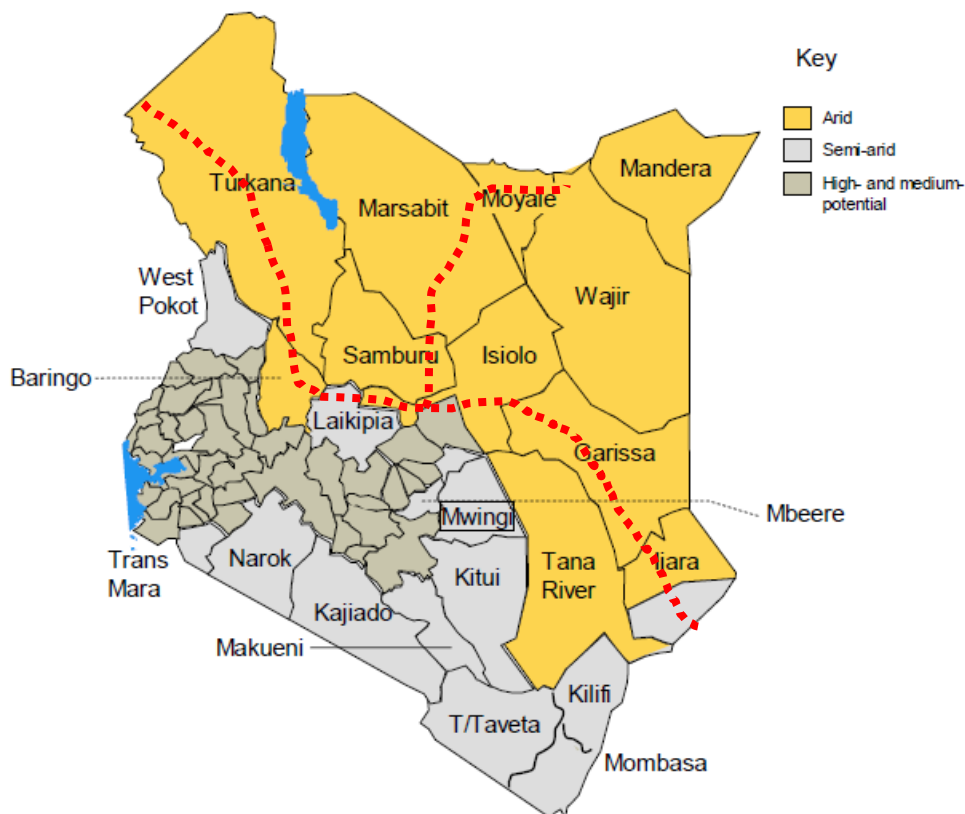 Key
Arid
Semi-arid
High- and medium-
potential
Mandera
Turkana
Moyale
Marsabit
West
Pokot
Wajir
Samburu
Isiolo
Baringo
Laikipia
Garissa
Mwingi
Mbeere
Trans
Mara
Narok
Kitui
Tana
River
Ijara
Kajiado
Makueni
Kilifi
T/Taveta
Mombasa